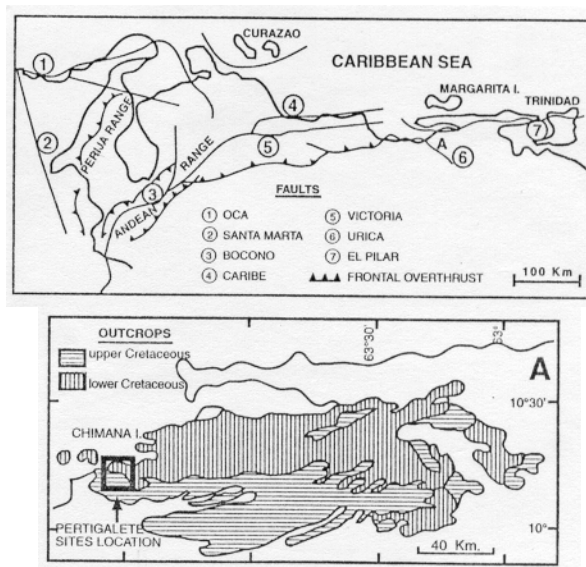 CURAZAO
CARIBBEAN SEA
MARGARITA I.
TRINIDAD
1
2
3
4
5
6
7
A
PERIJA RANGE
ANDEAN RANGE
FAULTS
1 OCA
2 SANTA MARTA
3 BOCONO
4 CARIBE
5 VICTORIA
6 URICA
7 EL PILAR
FRONTAL OVERTHRUST
100 Km
OUTCROPS
upper Cretaceous
lower Cretaceous
63°30'
63°
A
10°30'
CHIMANA I.
PERTIGALETE
SITES LOCATION
10°
40 Km.